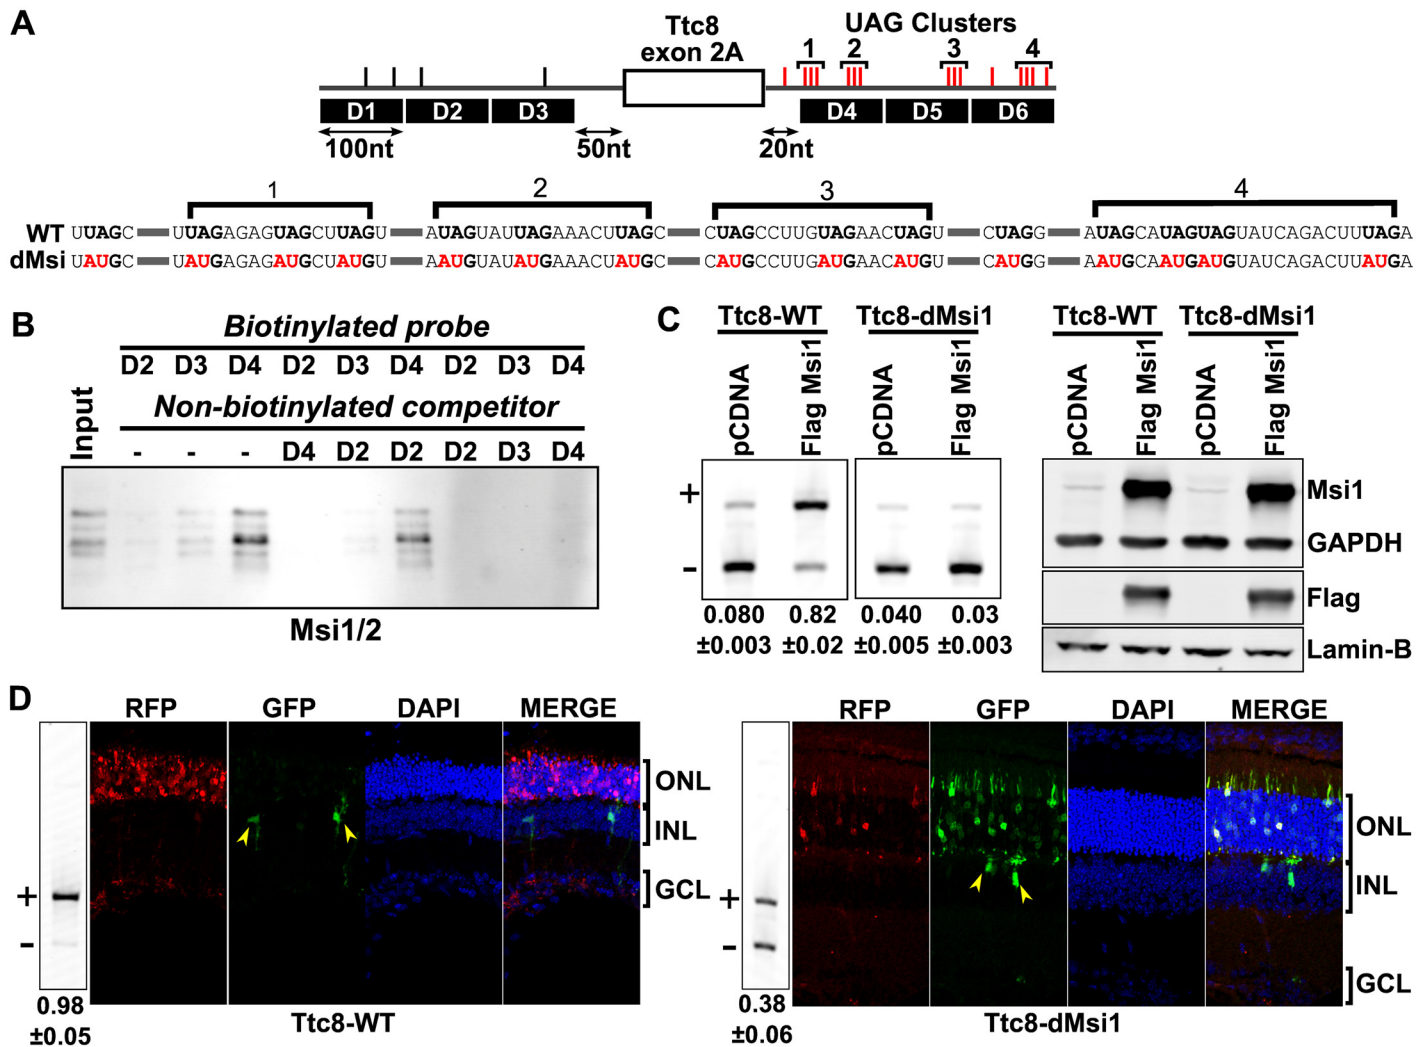 A
Ttc8
exon 2A
UAG Clusters
1 2 3 4
D1 D2 D3 D4 D5 D6
100nt 50nt 20nt
1 2 3 4
WT UUAGC UUAGAGAGUAGCUUAGU AUAGUAUUAGAAACUUAGC CUAGCCUUGUAGAACUAGU CUAGG AUAGCAUAGUAGUAUCAGACUUUAGA
dMsi UAUGC UAUGAGAGAUGCUAUGU AAUGUAUAUGAAACUAUGC CAUGCCUUGAUGAACAUGU CAUGG AAUGCAAUGAUGUAUCAGACUUAUGA
B
Biotinylated probe
D2 D3 D4 D2 D3 D4 D2 D3 D4
Non-biotinylated competitor
Input - - - D4 D2 D2 D2 D3 D4
Msi1/2
C
Ttc8-WT Ttc8-dMsi1
pCDNA Flag Msi1 pCDNA Flag Msi1
+
-
0.080 0.82 0.040 0.03
±0.003 ±0.02 ±0.005 ±0.003
Ttc8-WT Ttc8-dMsi1
pCDNA Flag Msi1 pCDNA Flag Msi1
Msi1
GAPDH
Flag
Lamin-B
D
RFP GFP DAPI MERGE
ONL
INL
GCL
+
-
0.98
±0.05
Ttc8-WT
RFP GFP DAPI MERGE
ONL
INL
GCL
+
-
0.38
±0.06
Ttc8-dMsi1